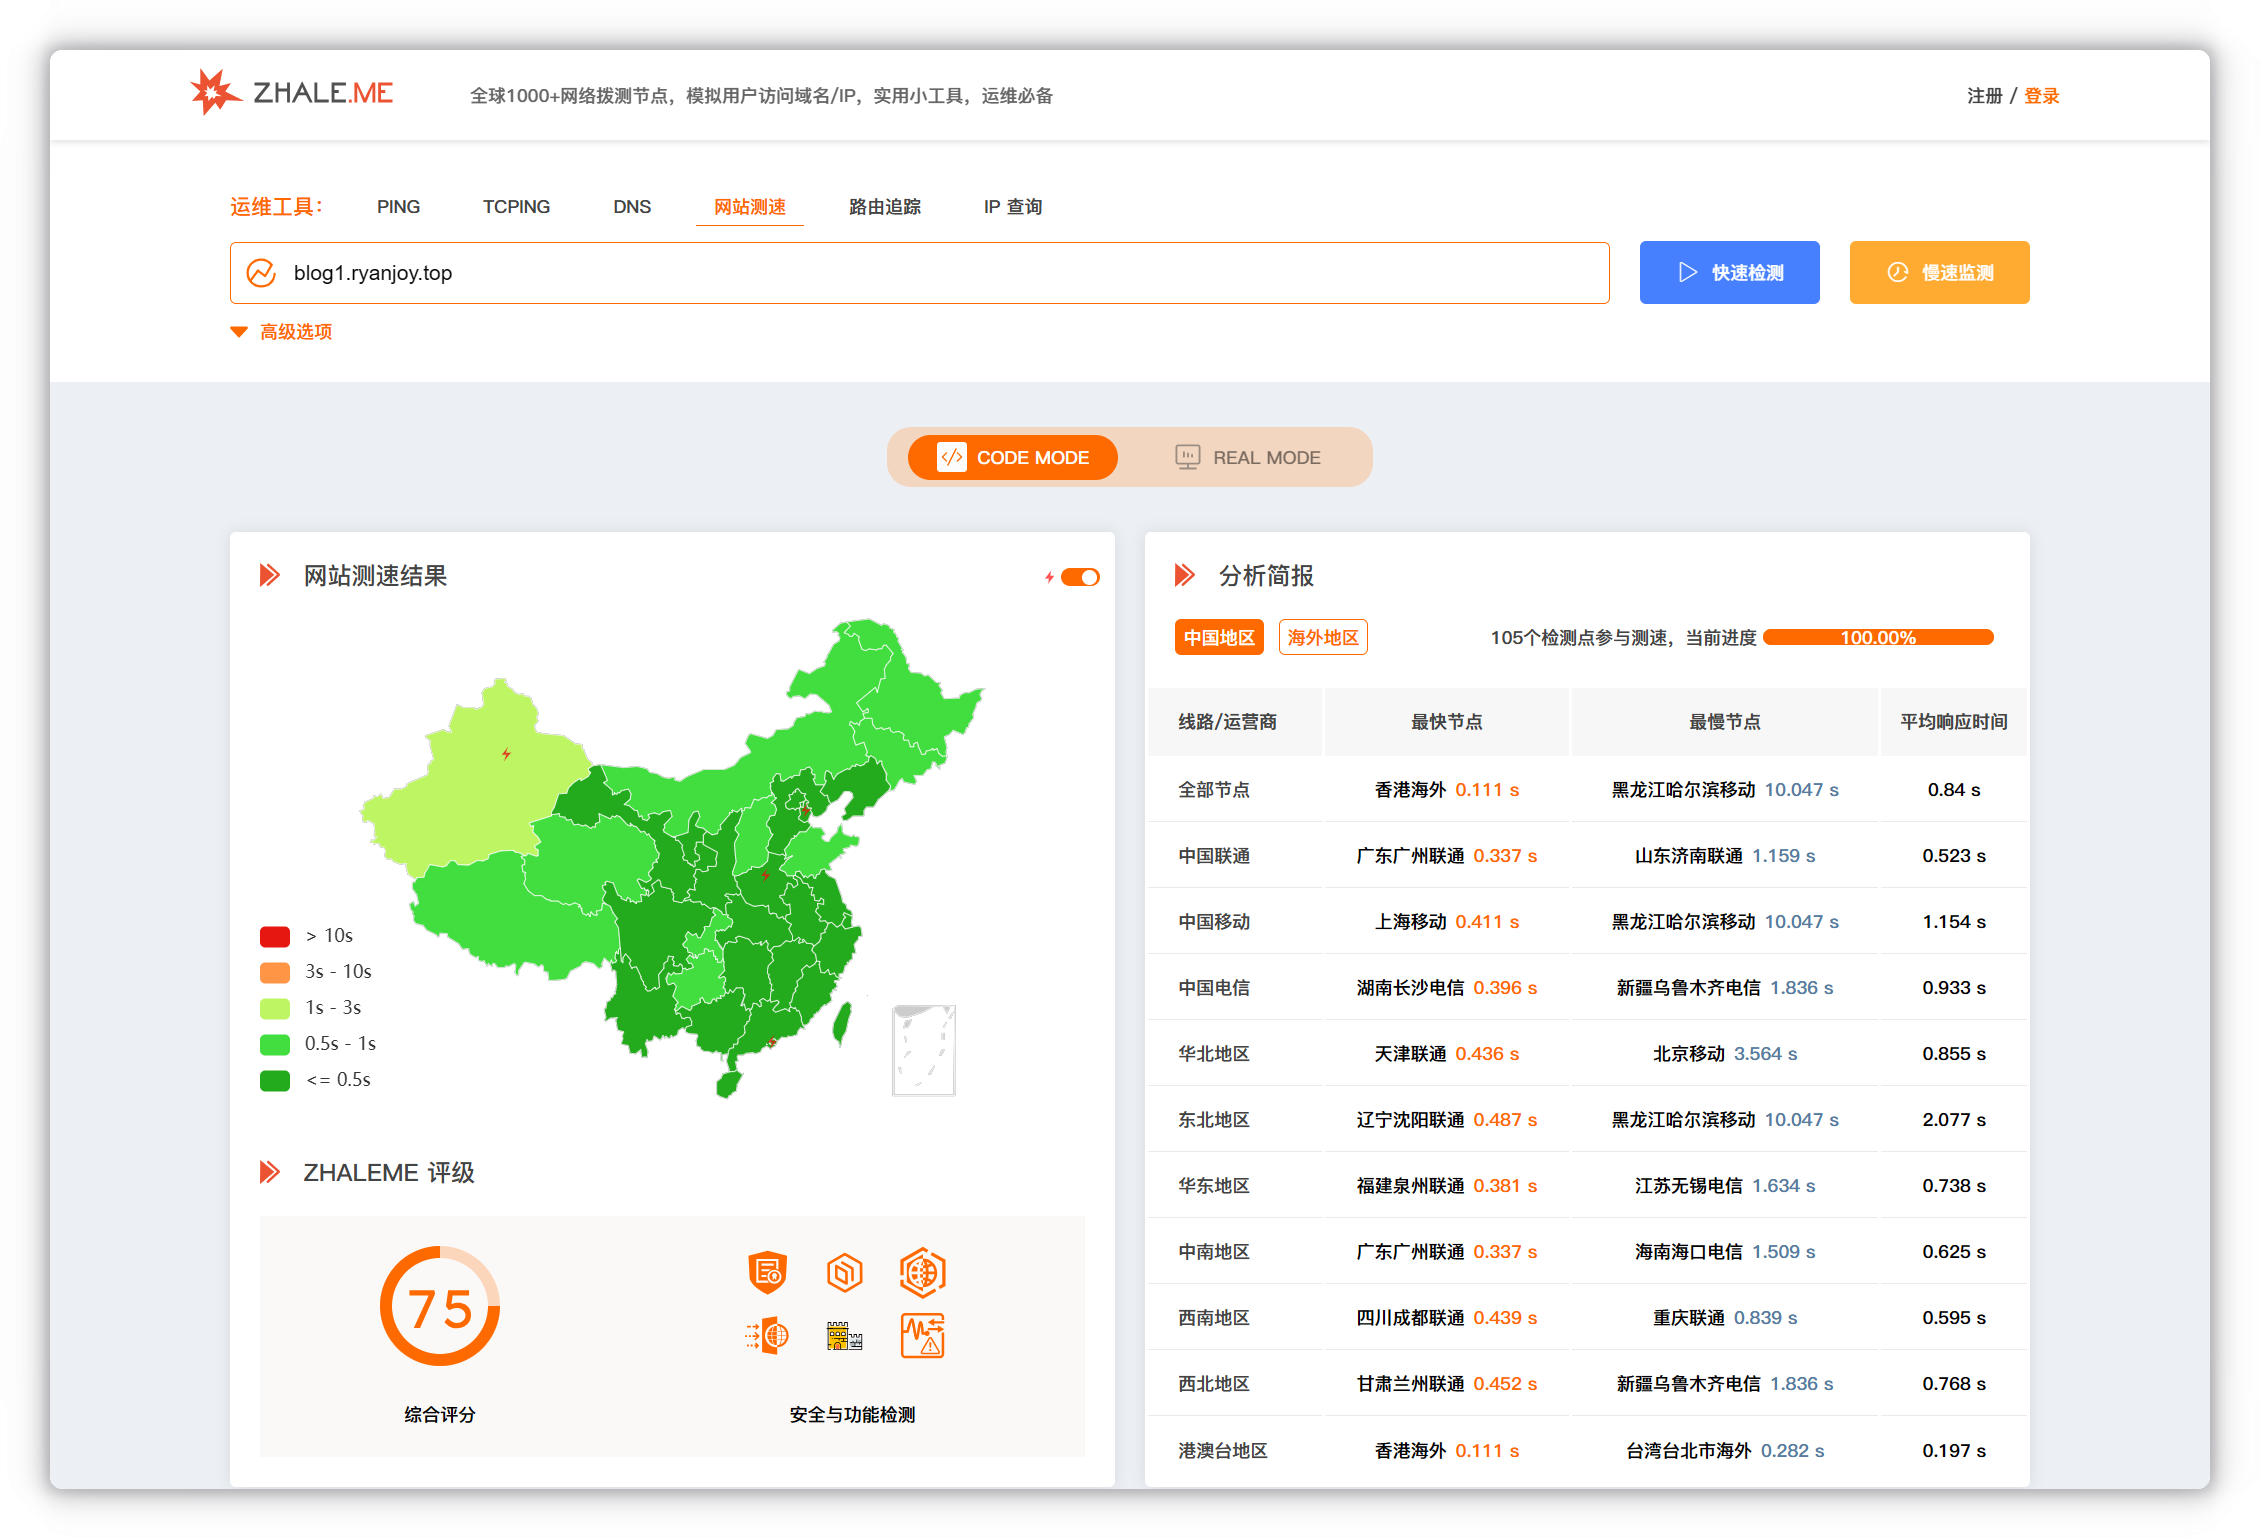 ZHALE.ME 全球1000+网络拨测节点，模拟用户访问域名/IP，实用小工具，运维必备 注册 / 登录
运维工具： PING TCPING DNS 网站测速 路由追踪 IP 查询
blog1.ryanjoy.top 快速检测 慢速监测
高级选项
CODE MODE REAL MODE
网站测速结果
> 10s
3s - 10s
1s - 3s
0.5s - 1s
<= 0.5s
ZHALEME 评级
75
综合评分 安全与功能检测
分析简报
中国地区 海外地区 105个检测点参与测速，当前进度 100.00%
线路/运营商 最快节点 最慢节点 平均响应时间
全部节点 香港海外 0.111 s 黑龙江哈尔滨移动 10.047 s 0.84 s
中国联通 广东广州联通 0.337 s 山东济南联通 1.159 s 0.523 s
中国移动 上海移动 0.411 s 黑龙江哈尔滨移动 10.047 s 1.154 s
中国电信 湖南长沙电信 0.396 s 新疆乌鲁木齐电信 1.836 s 0.933 s
华北地区 天津联通 0.436 s 北京移动 3.564 s 0.855 s
东北地区 辽宁沈阳联通 0.487 s 黑龙江哈尔滨移动 10.047 s 2.077 s
华东地区 福建泉州联通 0.381 s 江苏无锡电信 1.634 s 0.738 s
中南地区 广东广州联通 0.337 s 海南海口电信 1.509 s 0.625 s
西南地区 四川成都联通 0.439 s 重庆联通 0.839 s 0.595 s
西北地区 甘肃兰州联通 0.452 s 新疆乌鲁木齐电信 1.836 s 0.768 s
港澳台地区 香港海外 0.111 s 台湾台北市海外 0.282 s 0.197 s